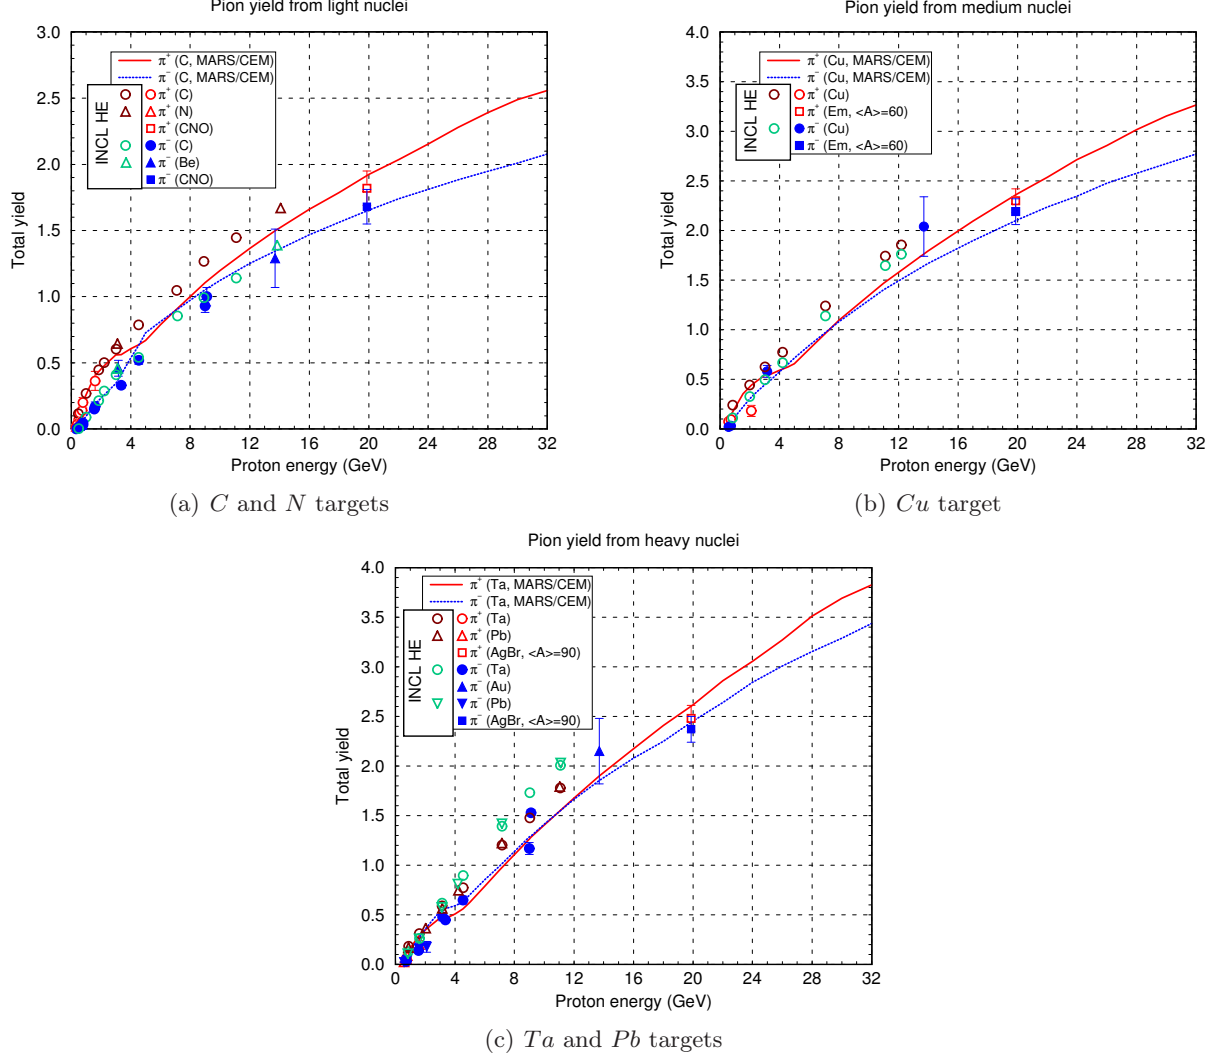 Pion yield from light nuclei
3.0
2.5
2.0
1.5
1.0
0.5
0.0
Total yield
π+ (C, MARS/CEM)
π− (C, MARS/CEM)
INCL HE
π+ (C)
π+ (N)
π+ (CNO)
π− (C)
π− (Be)
π− (CNO)
0 4 8 12 16 20 24 28 32
Proton energy (GeV)
(a) C and N targets
Pion yield from medium nuclei
4.0
3.5
3.0
2.5
2.0
1.5
1.0
0.5
0.0
Total yield
π+ (Cu, MARS/CEM)
π− (Cu, MARS/CEM)
INCL HE
π+ (Cu)
π+ (Em, <A>=60)
π− (Cu)
π− (Em, <A>=60)
0 4 8 12 16 20 24 28 32
Proton energy (GeV)
(b) Cu target
Pion yield from heavy nuclei
4.0
3.5
3.0
2.5
2.0
1.5
1.0
0.5
0.0
Total yield
π+ (Ta, MARS/CEM)
π− (Ta, MARS/CEM)
INCL HE
π+ (Ta)
π+ (Pb)
π+ (AgBr, <A>=90)
π− (Ta)
π− (Au)
π− (Pb)
π− (AgBr, <A>=90)
0 4 8 12 16 20 24 28 32
Proton energy (GeV)
(c) Ta and Pb targets